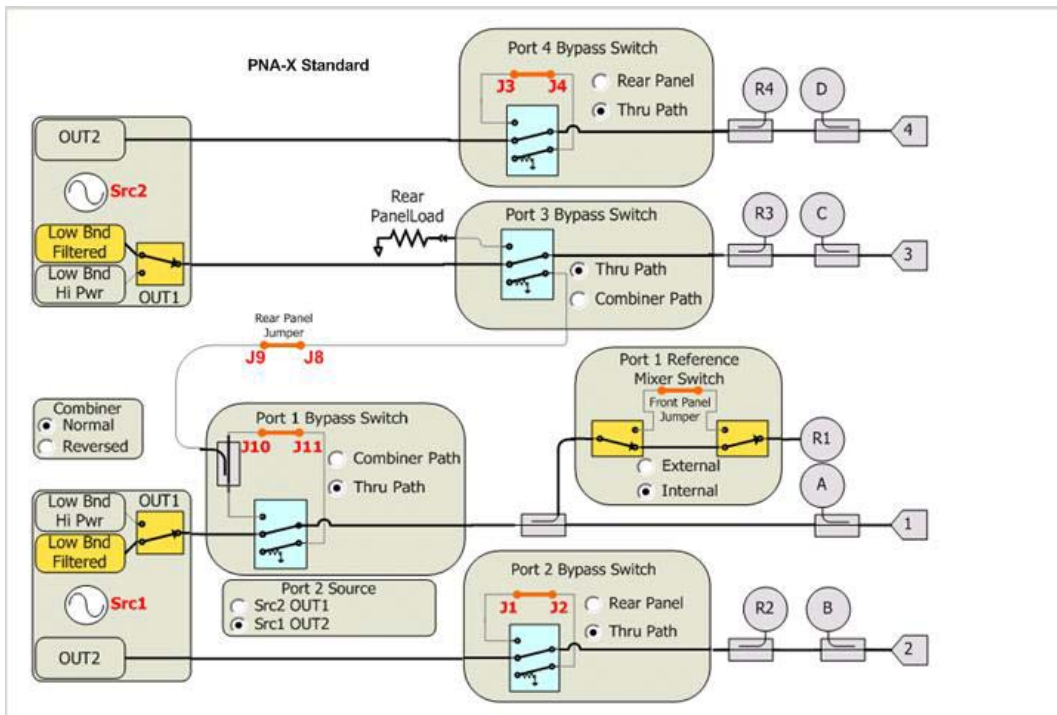 PNA-X Standard
Port 4 Bypass Switch
J3
J4
Rear Panel
Thru Path
R4
D
4
OUT2
Src2
Low Bnd
Filtered
Low Bnd
Hi Pwr
OUT1
Rear
PanelLoad
Port 3 Bypass Switch
Thru Path
Combiner Path
R3
C
3
Rear Panel
Jumper
J9
J8
Port 1 Reference
Mixer Switch
Front Panel
Jumper
External
Internal
R1
A
1
Combiner
Normal
Reversed
Port 1 Bypass Switch
J10
J11
Combiner Path
Thru Path
Low Bnd
Hi Pwr
OUT1
Low Bnd
Filtered
Src1
OUT2
Port 2 Source
Src2 OUT1
Src1 OUT2
Port 2 Bypass Switch
J1
J2
Rear Panel
Thru Path
R2
B
2